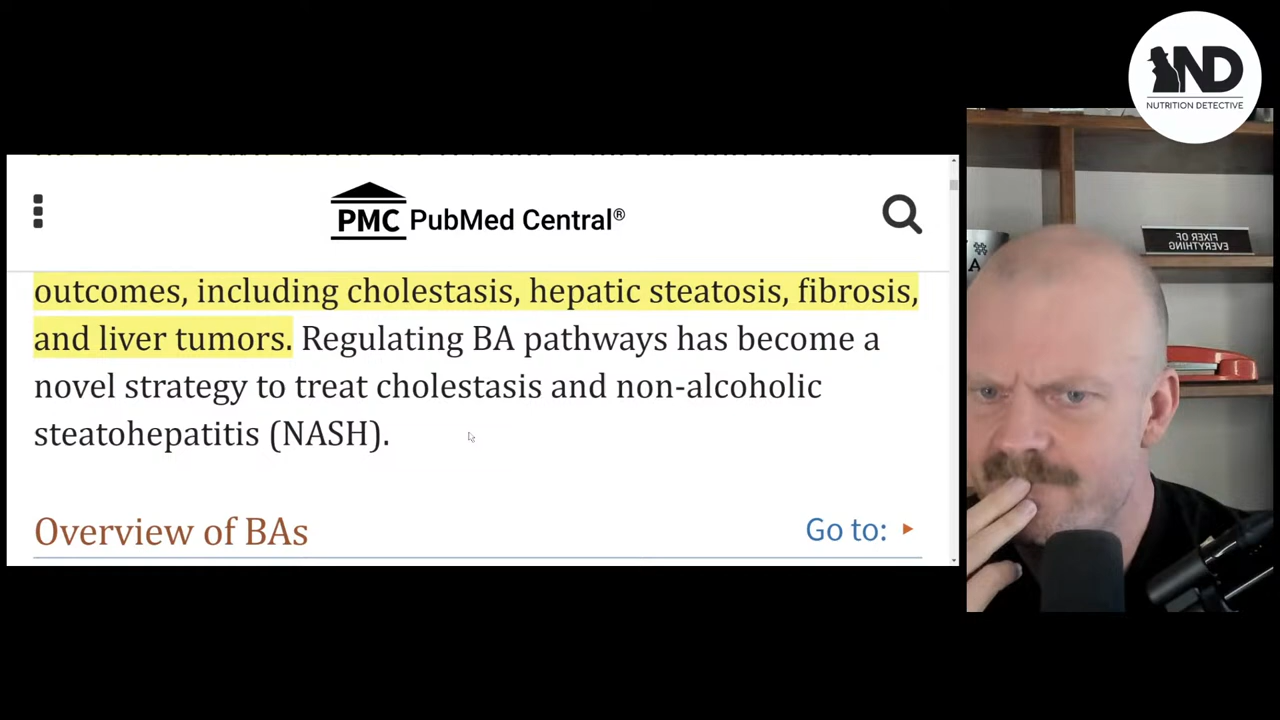 ND
NUTRITION DETECTIVE
PMC PubMed Central®
outcomes, including cholestasis, hepatic steatosis, fibrosis,
and liver tumors. Regulating BA pathways has become a
novel strategy to treat cholestasis and non-alcoholic
steatohepatitis (NASH).
Overview of BAs
Go to:
FIXER OF
EVERYTHING